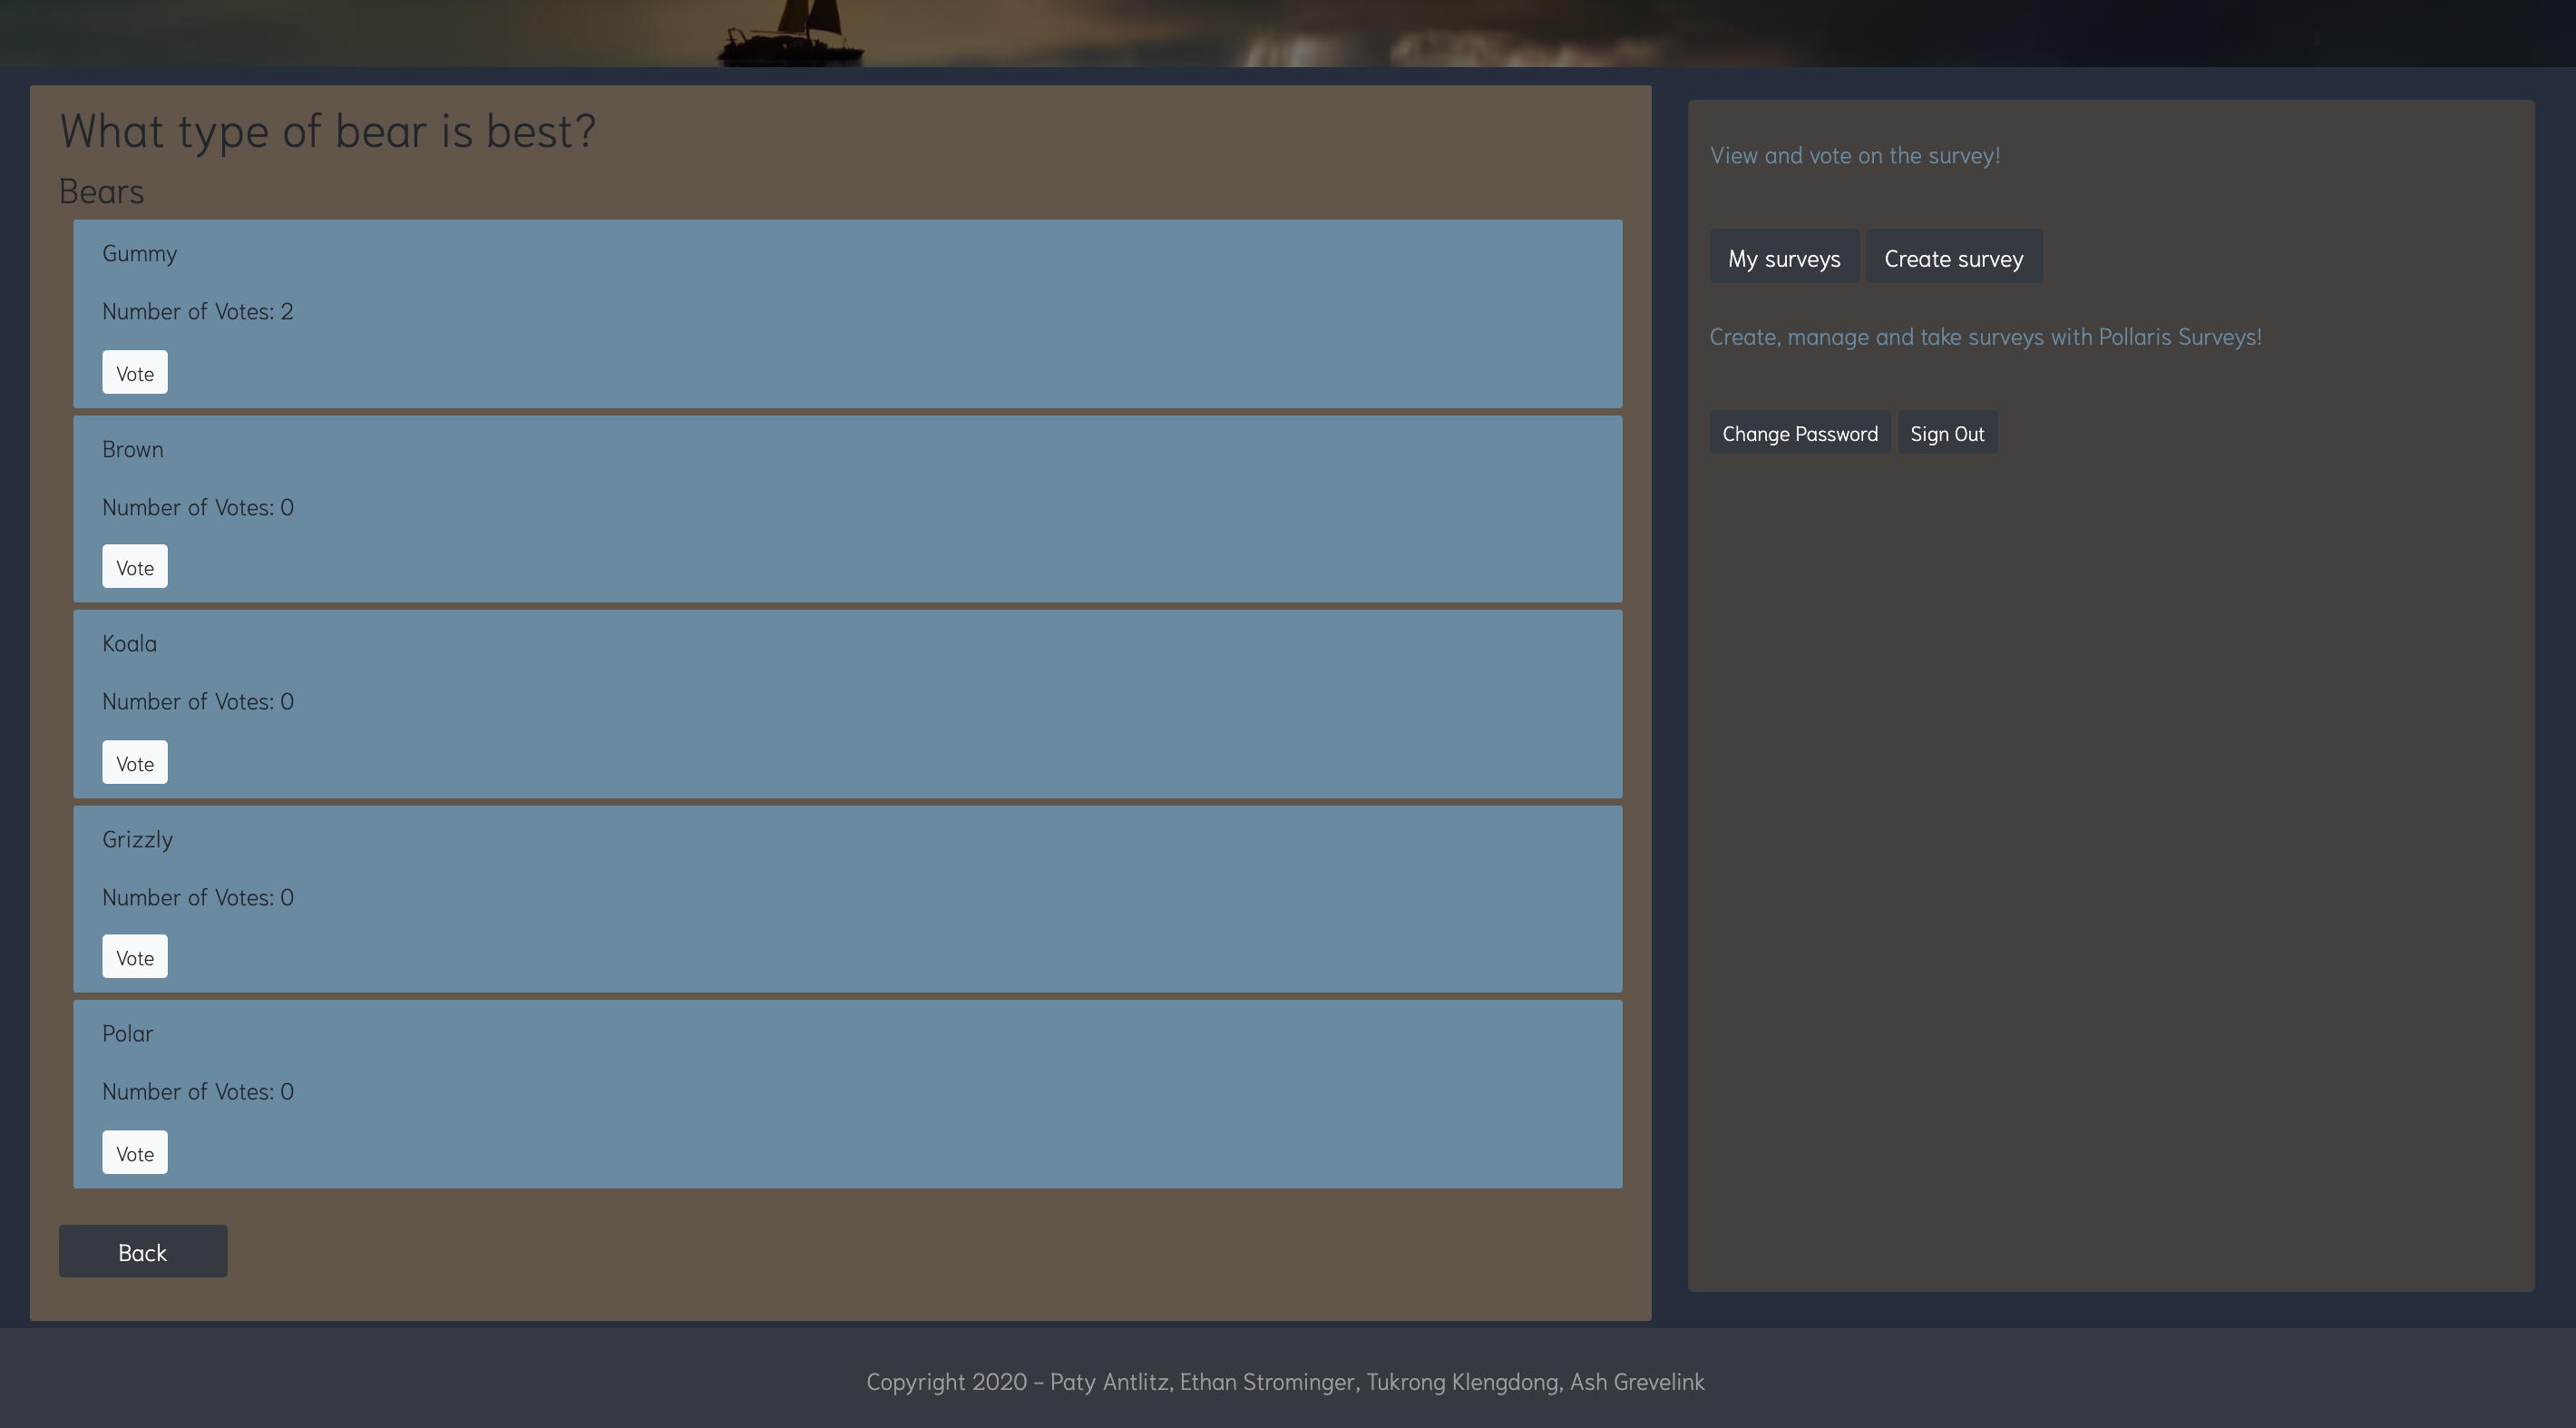 What type of bear is best?
Bears
Gummy
Number of Votes: 2
Vote
Brown
Number of Votes: 0
Vote
Koala
Number of Votes: 0
Vote
Grizzly
Number of Votes: 0
Vote
Polar
Number of Votes: 0
Vote
Back
View and vote on the survey!
My surveys Create survey
Create, manage and take surveys with Pollaris Surveys!
Change Password Sign Out
Copyright 2020 - Paty Antlitz, Ethan Strominger, Tukrong Klengdong, Ash Grevelink